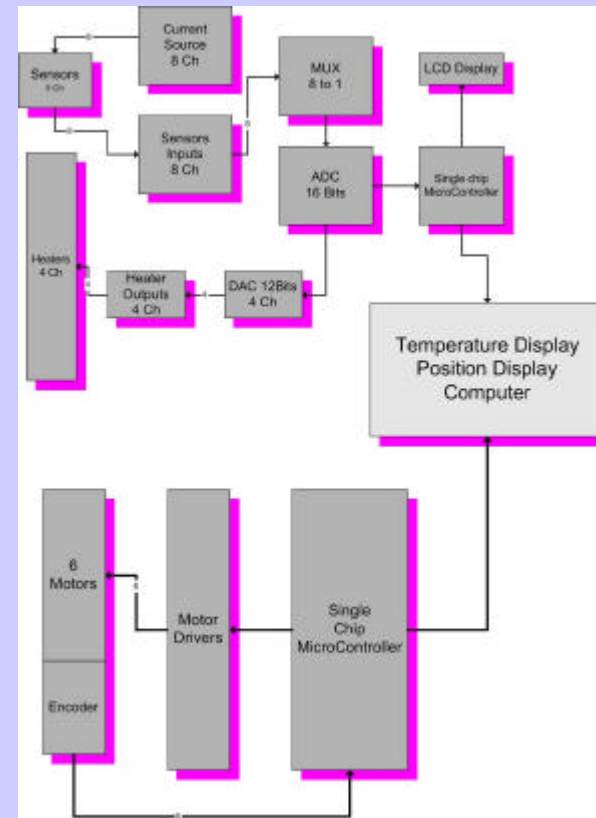 Current
Source
8 Ch
Sensors
8 Ch
MUX
8 to 1
LCD Display
Sensors
Inputs
8 Ch
ADC
16 Bits
Single chip
MicroController
Heaters
4 Ch
Heater
Outputs
4 Ch
DAC 12Bits
4 Ch
Temperature Display
Position Display
Computer
6
Motors
Motor
Drivers
Single
Chip
MicroController
Encoder